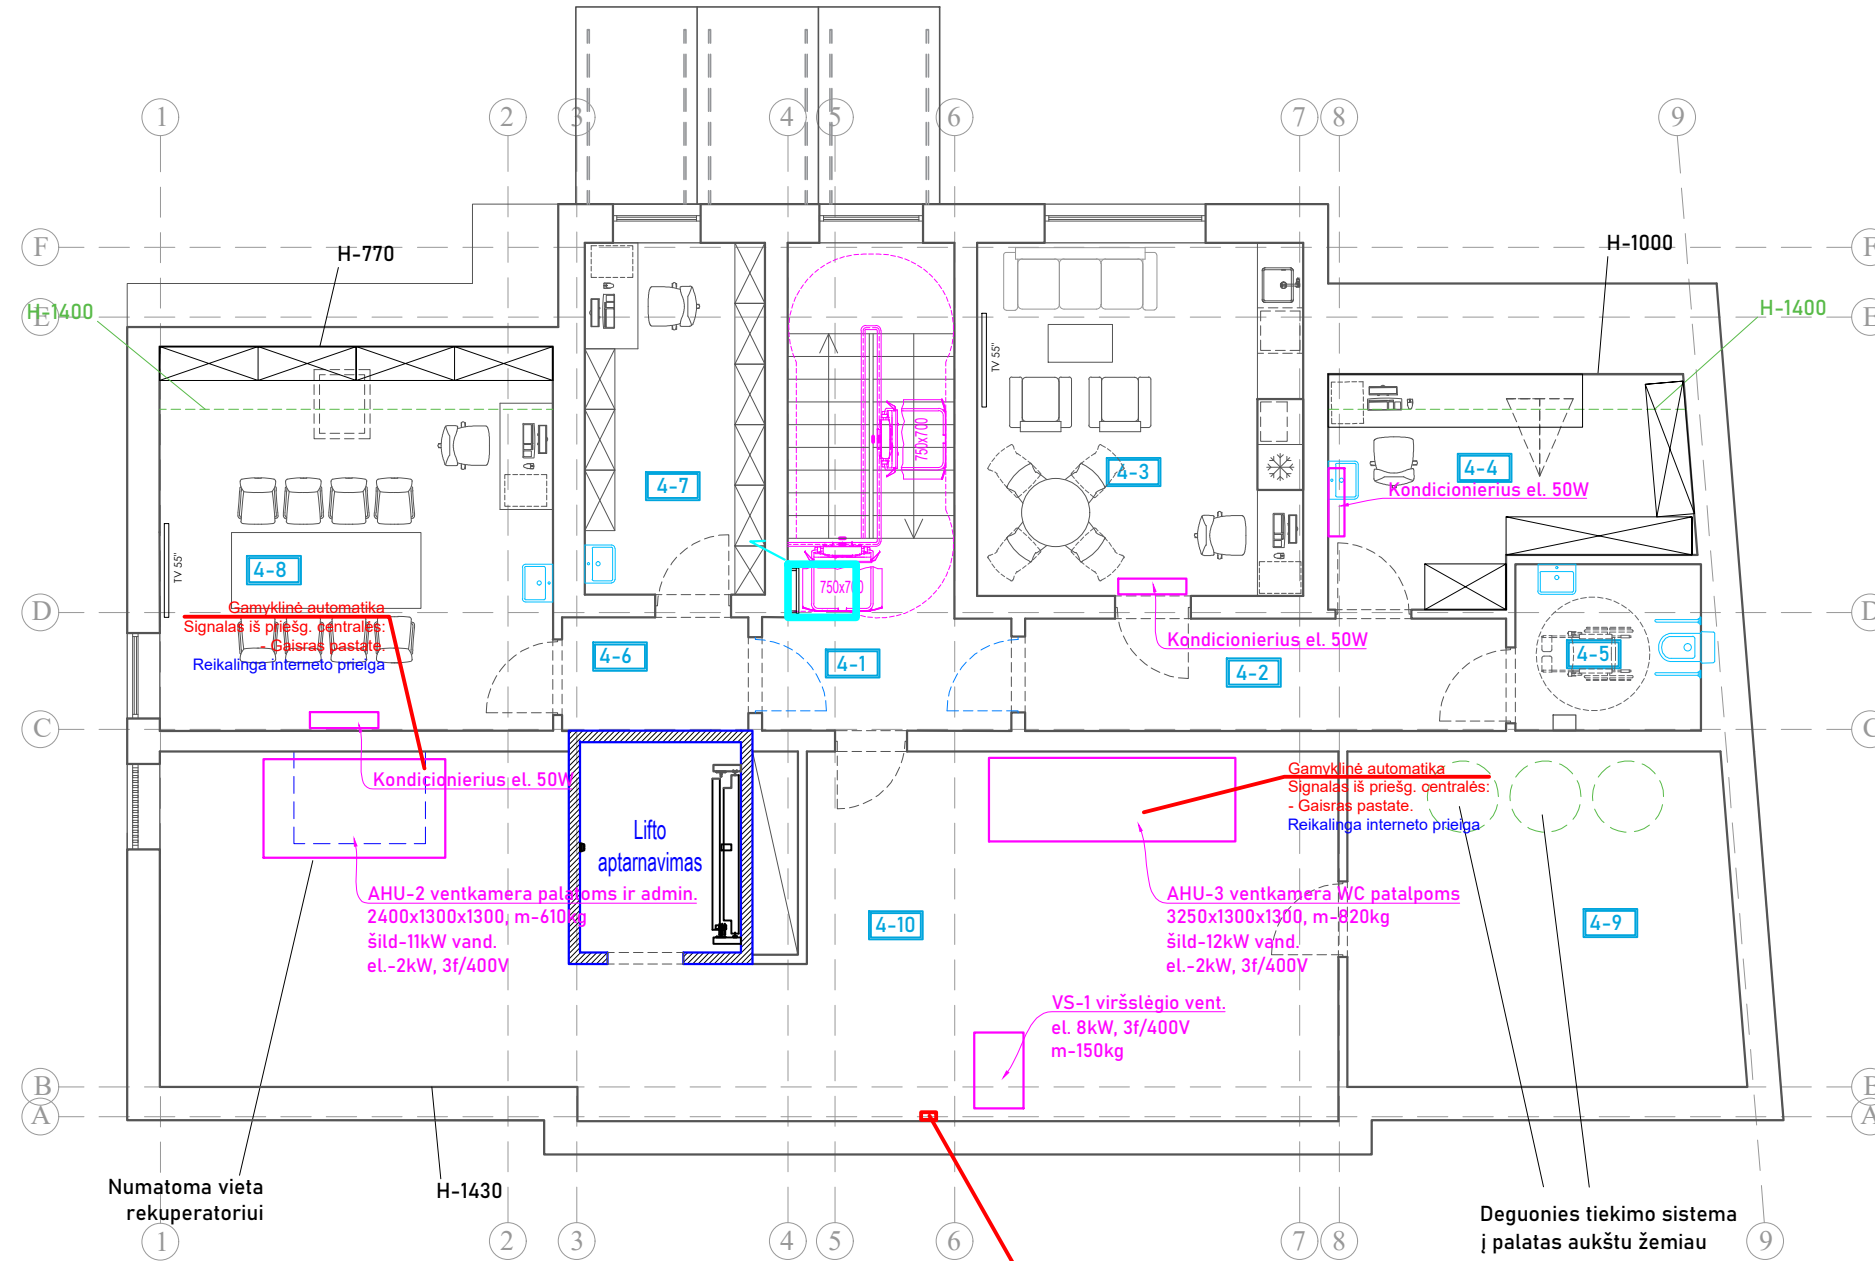 1
2
3
4
5
6
7
8
9
F
F
H-770
H-1000
E
H-1400
H-1400
E
TV 55"
750x700
4-7
4-3
4-4
Kondicionierius el. 50W
TV 55"
4-8
750x700
D
D
Gamyklinė automatika
Signalas iš priešg. centralės:
- Gaisras pastate.
Reikalinga interneto prieiga
4-6
4-1
Kondicionierius el. 50W
4-2
4-5
C
C
Kondicionierius el. 50W
Gamyklinė automatika
Signalas iš priešg. centralės:
- Gaisras pastate.
Reikalinga interneto prieiga
Lifto
aptarnavimas
AHU-2 ventkamera palatoms ir admin.
2400x1300x1300, m-610kg
šild-11kW vand.
el.-2kW, 3f/400V
4-10
AHU-3 ventkamera WC patalpoms
3250x1300x1300, m-820kg
šild-12kW vand.
el.-2kW, 3f/400V
4-9
VS-1 viršslėgio vent.
el. 8kW, 3f/400V
m-150kg
B
B
A
A
Numatoma vieta
rekuperatoriui
H-1430
Deguonies tiekimo sistema
į palatas aukštu žemiau
1
2
3
4
5
6
7
8
9